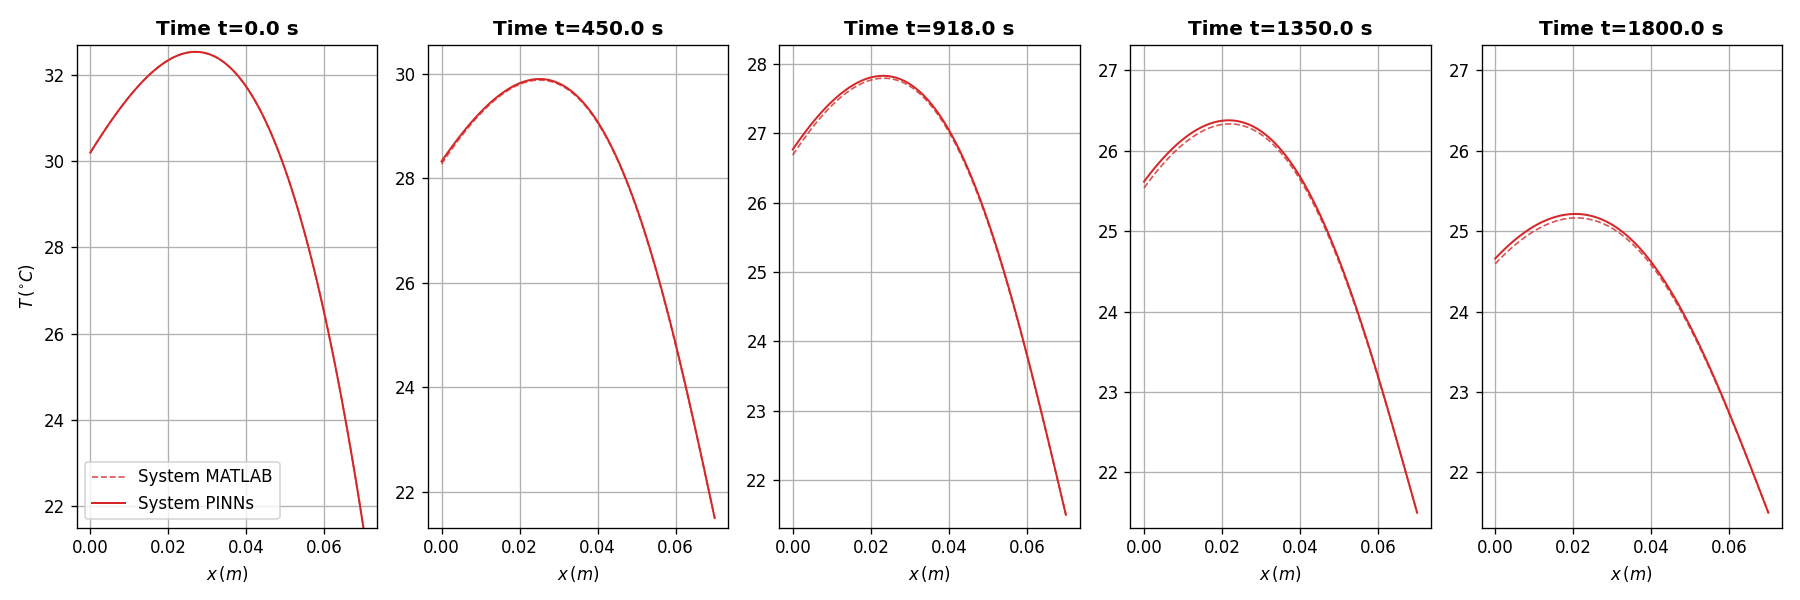 Time t=0.0 s
32
30
28
26
24
22
T (°C)
0.00 0.02 0.04 0.06
x (m)
System MATLAB
System PINNs
Time t=450.0 s
30
28
26
24
22
0.00 0.02 0.04 0.06
x (m)
Time t=918.0 s
28
27
26
25
24
23
22
0.00 0.02 0.04 0.06
x (m)
Time t=1350.0 s
27
26
25
24
23
22
0.00 0.02 0.04 0.06
x (m)
Time t=1800.0 s
27
26
25
24
23
22
0.00 0.02 0.04 0.06
x (m)